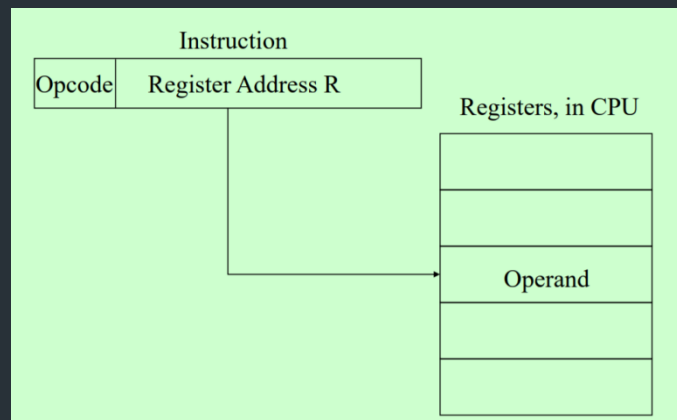 Instruction
Opcode
Register Address R
Registers, in CPU
Operand